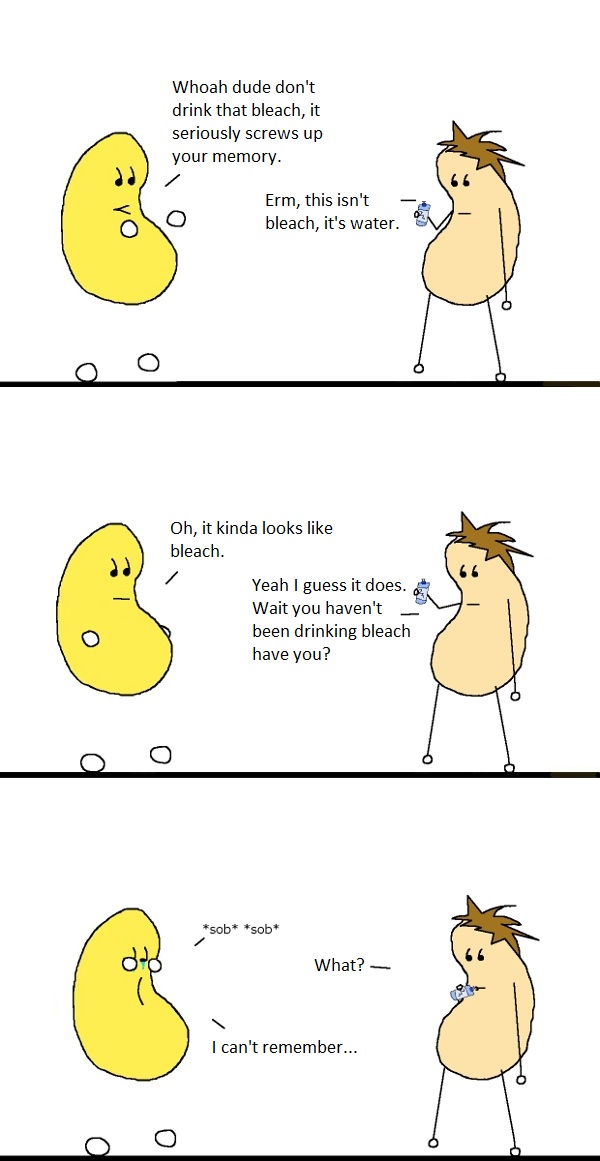 Whoah dude don't
drink that bleach, it
seriously screws up
your memory.
Erm, this isn't
bleach, it's water.
Oh, it kinda looks like
bleach.
Yeah I guess it does.
Wait you haven't
been drinking bleach
have you?
*sob* *sob*
What?
I can't remember...